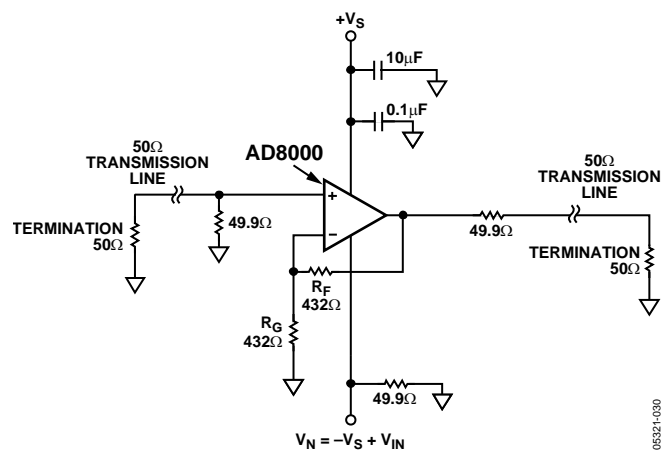 +VS
10μF
0.1μF
AD8000
50Ω
TRANSMISSION
LINE
TERMINATION
50Ω
49.9Ω
+
–
RF
432Ω
RG
432Ω
49.9Ω
50Ω
TRANSMISSION
LINE
TERMINATION
50Ω
49.9Ω
VN = –VS + VIN
05321-030